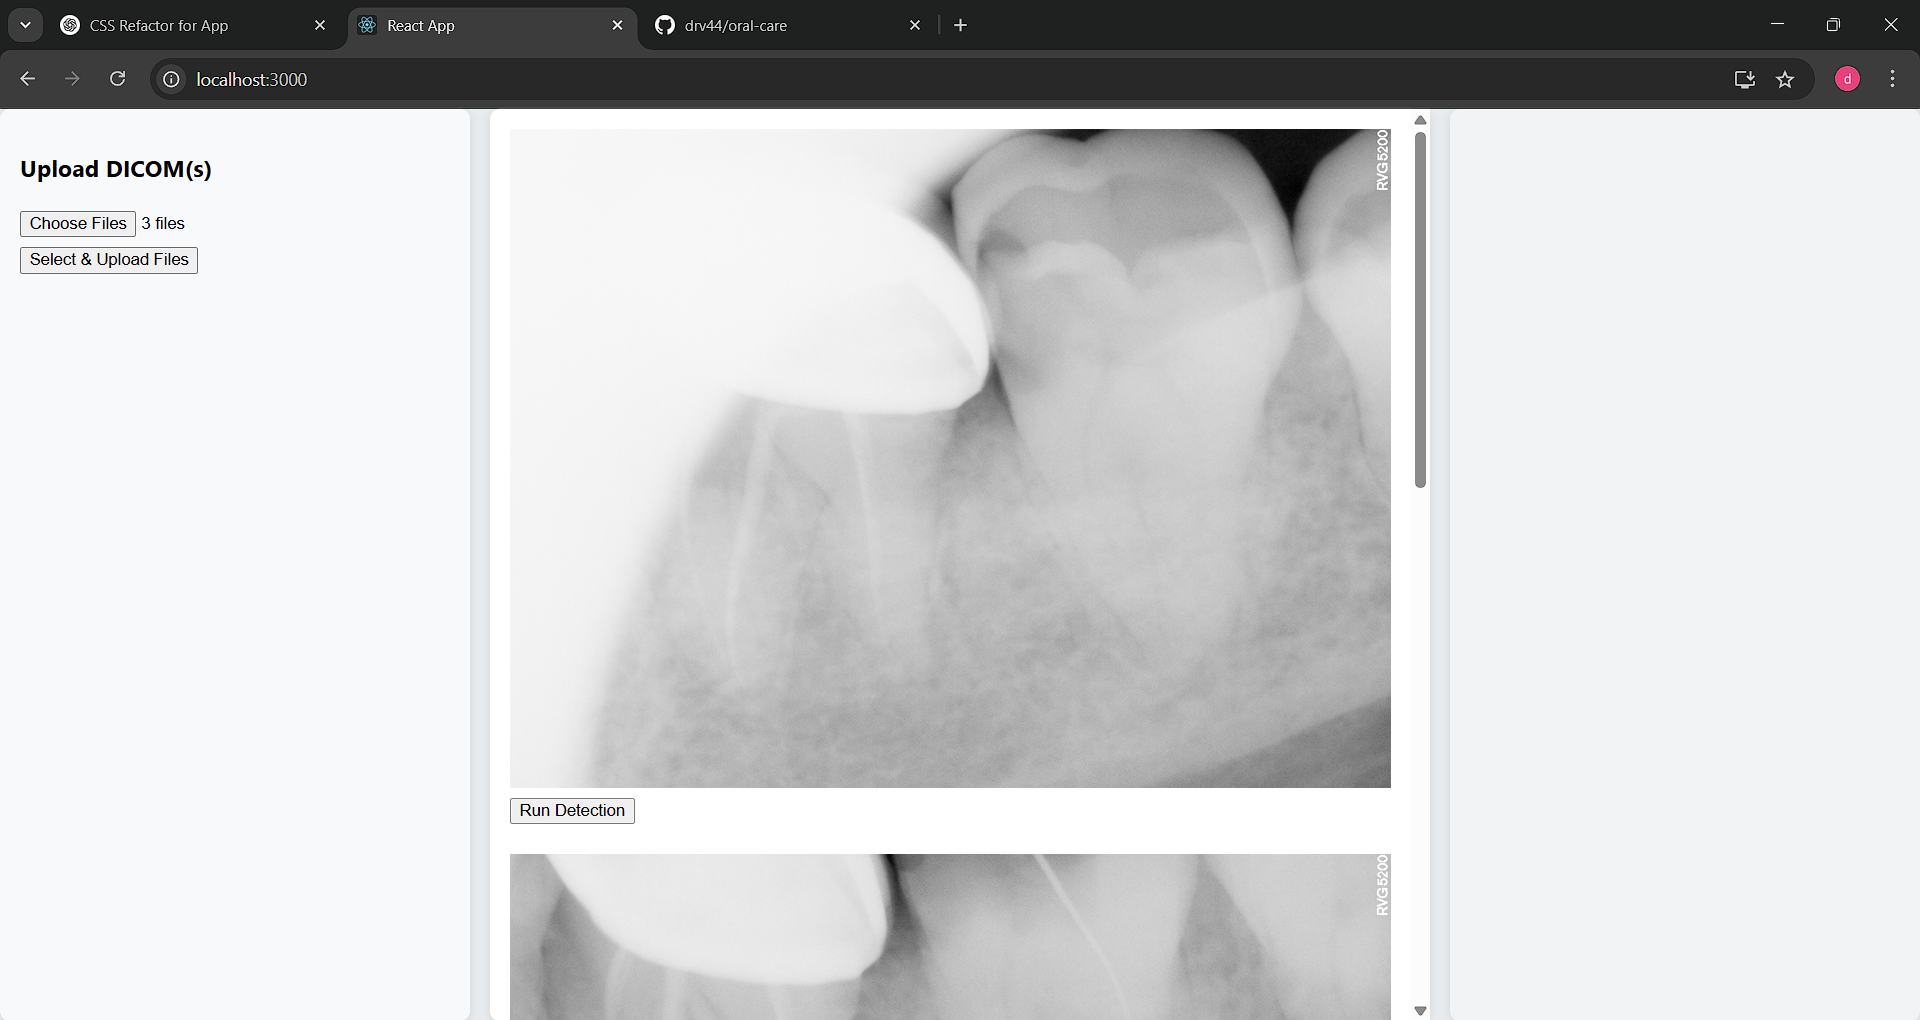 CSS Refactor for App
React App
drv44/oral-care
localhost:3000
d
Upload DICOM(s)
Choose Files 3 files
Select & Upload Files
RVG5200
Run Detection
RVG5200